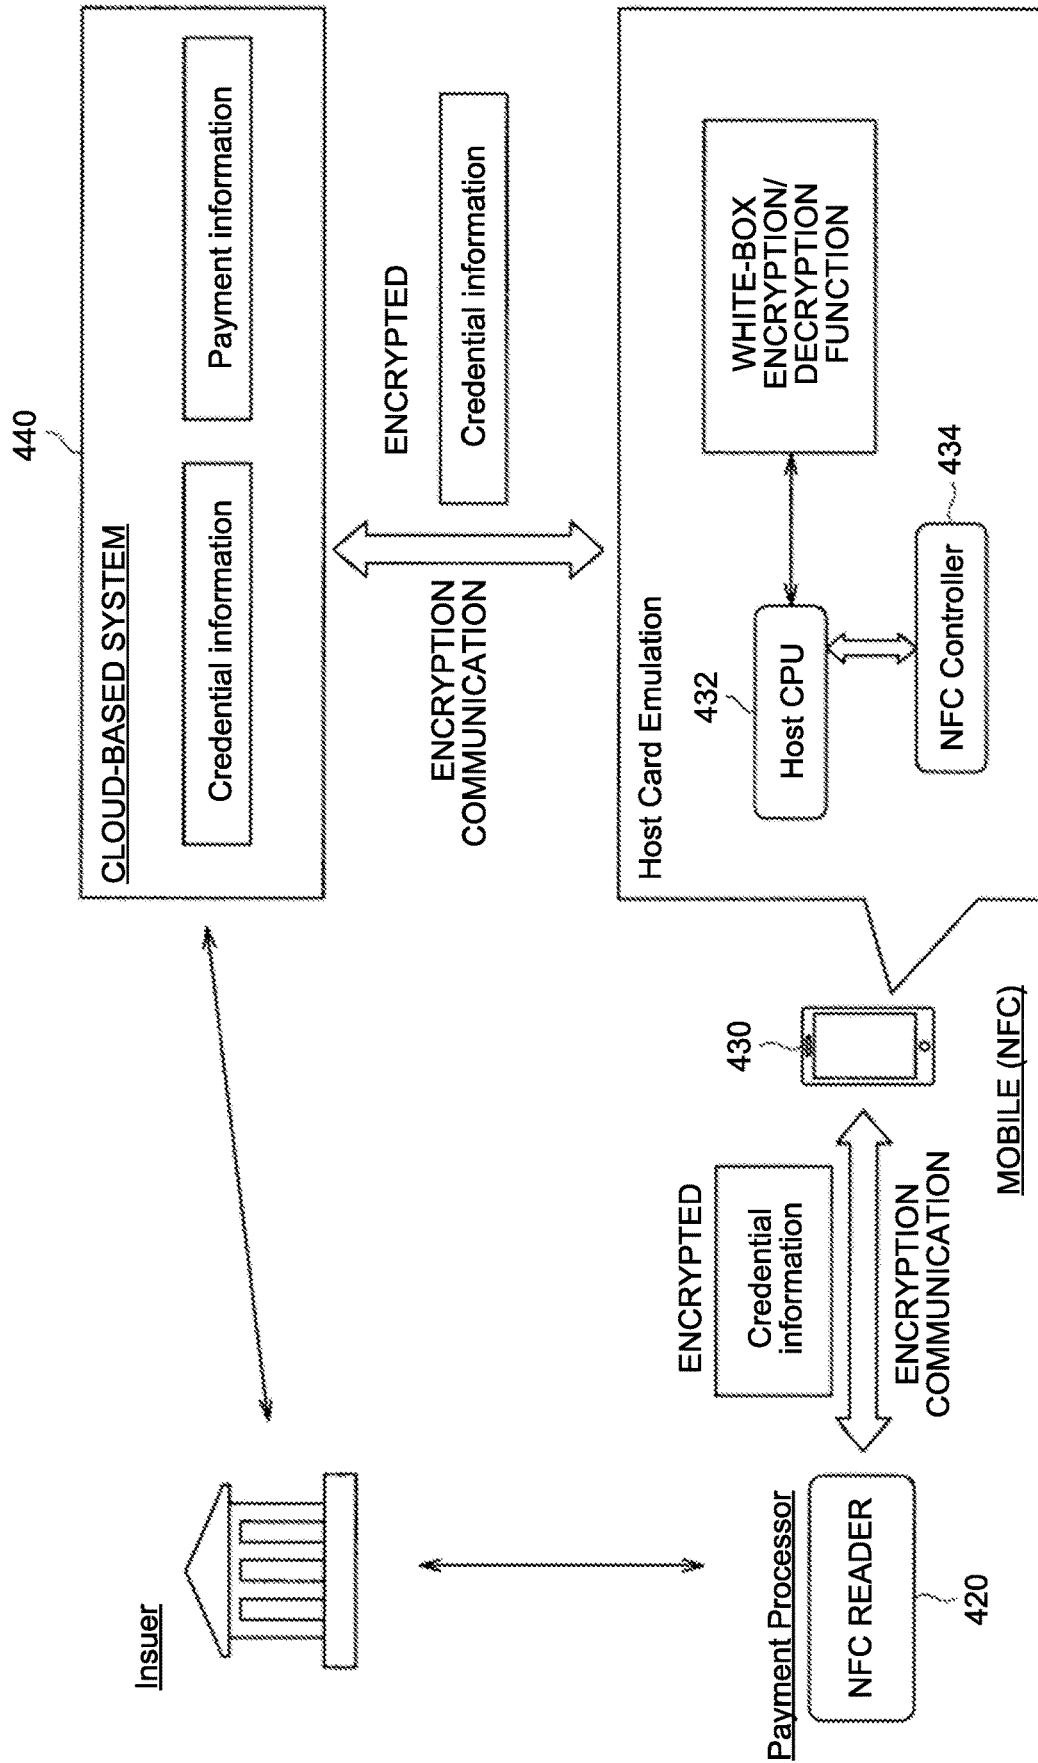 Insuer
CLOUD-BASED SYSTEM
440
Credential information
Payment information
ENCRYPTION
COMMUNICATION
ENCRYPTED
Credential information
Payment Processor
NFC READER
420
ENCRYPTED
Credential
information
ENCRYPTION
COMMUNICATION
430
MOBILE (NFC)
Host Card Emulation
432
Host CPU
NFC Controller
434
WHITE-BOX
ENCRYPTION/
DECRYPTION
FUNCTION